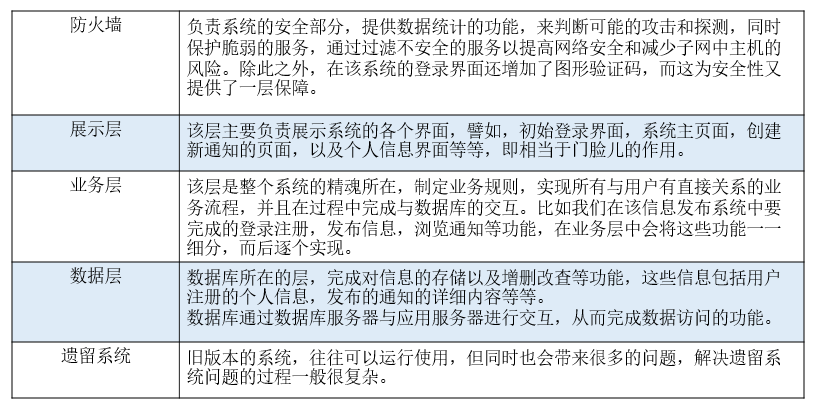 防火墙
负责系统的安全部分，提供数据统计的功能，来判断可能的攻击和探测，同时
保护脆弱的服务，通过过滤不安全的服务以提高网络安全和减少子网中主机的
风险。除此之外，在该系统的登录界面还增加了图形验证码，而这为安全性又
提供了一层保障。
展示层
该层主要负责展示系统的各个界面，譬如，初始登录界面，系统主页面，创建
新通知的页面，以及个人信息界面等等，即相当于门脸儿的作用。
业务层
该层是整个系统的精魂所在，制定业务规则，实现所有与用户有直接关系的业
务流程，并且在过程中完成与数据库的交互。比如我们在该信息发布系统中要
完成的登录注册，发布信息，浏览通知等功能，在业务层中会将这些功能一一
细分，而后逐个实现。
数据层
数据库所在的层，完成对信息的存储以及增删改查等功能，这些信息包括用户
注册的个人信息，发布的通知的详细内容等等。
数据库通过数据库服务器与应用服务器进行交互，从而完成数据访问的功能。
遗留系统
旧版本的系统，往往可以运行使用，但同时也会带来很多的问题，解决遗留系
统问题的过程一般很复杂。